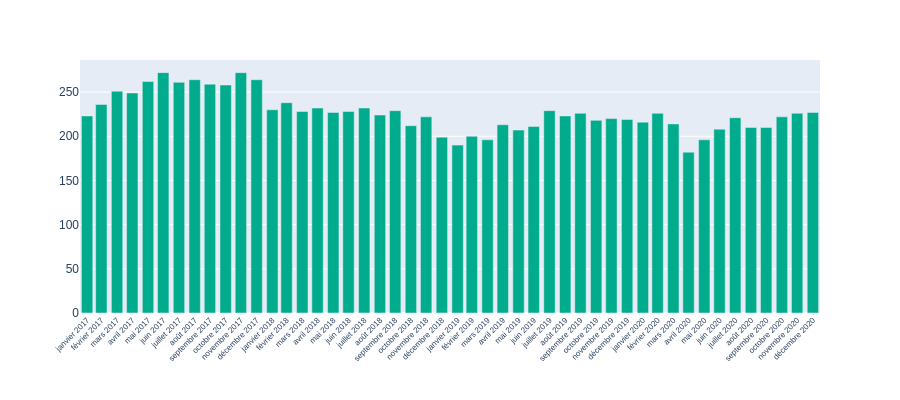 250
200
150
100
50
0
janvier 2017
février 2017
mars 2017
avril 2017
mai 2017
juin 2017
juillet 2017
août 2017
septembre 2017
octobre 2017
novembre 2017
décembre 2017
janvier 2018
février 2018
mars 2018
avril 2018
mai 2018
juin 2018
juillet 2018
août 2018
septembre 2018
octobre 2018
novembre 2018
décembre 2018
janvier 2019
février 2019
mars 2019
avril 2019
mai 2019
juin 2019
juillet 2019
août 2019
septembre 2019
octobre 2019
novembre 2019
décembre 2019
janvier 2020
février 2020
mars 2020
avril 2020
mai 2020
juin 2020
juillet 2020
août 2020
septembre 2020
octobre 2020
novembre 2020
décembre 2020